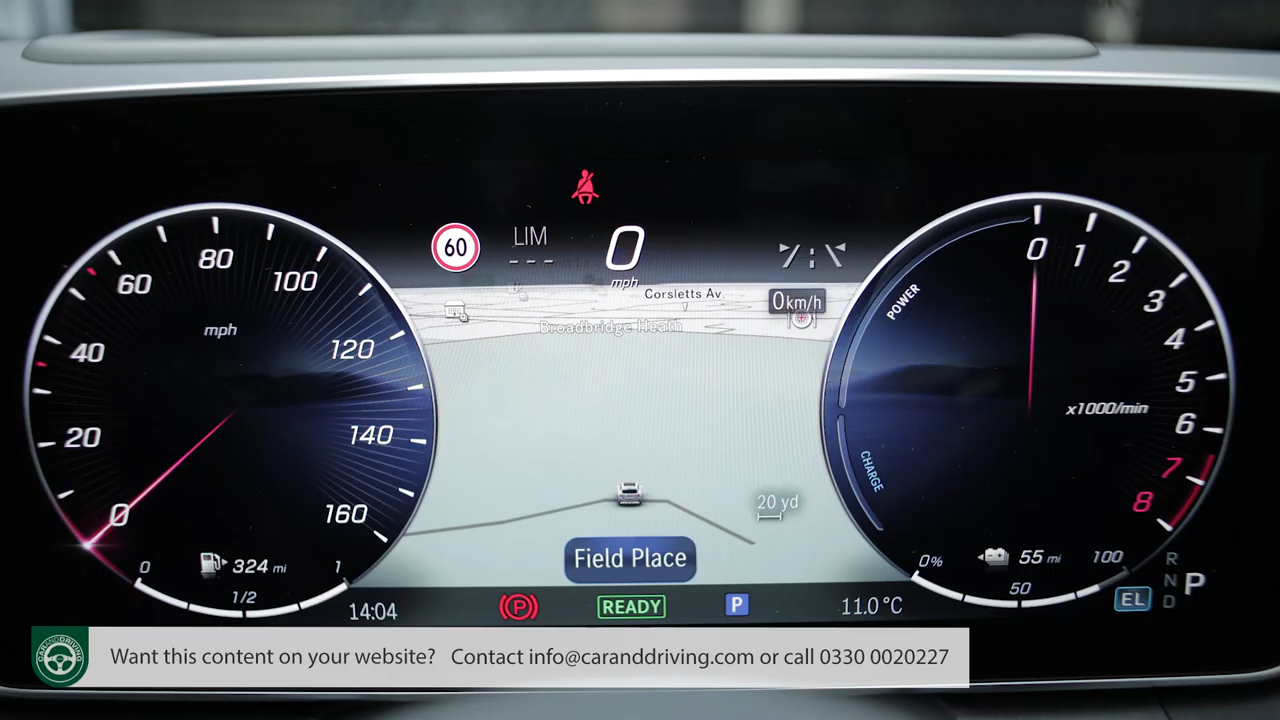 60
LIM
- - -
0
mph
Corsletts Av.
Broadbridge Heath
0km/h
20 yd
Field Place
0
20
40
60
80
100
120
140
160
mph
0
1/2
1
324 mi
14:04
READY
P
P
11.0 °C
POWER
CHARGE
0
1
2
3
4
5
6
7
8
x1000/min
0%
50
100
55 mi
EL
R
N
D
P
CARANDDRIVING
Want this content on your website? Contact info@caranddriving.com or call 0330 0020227